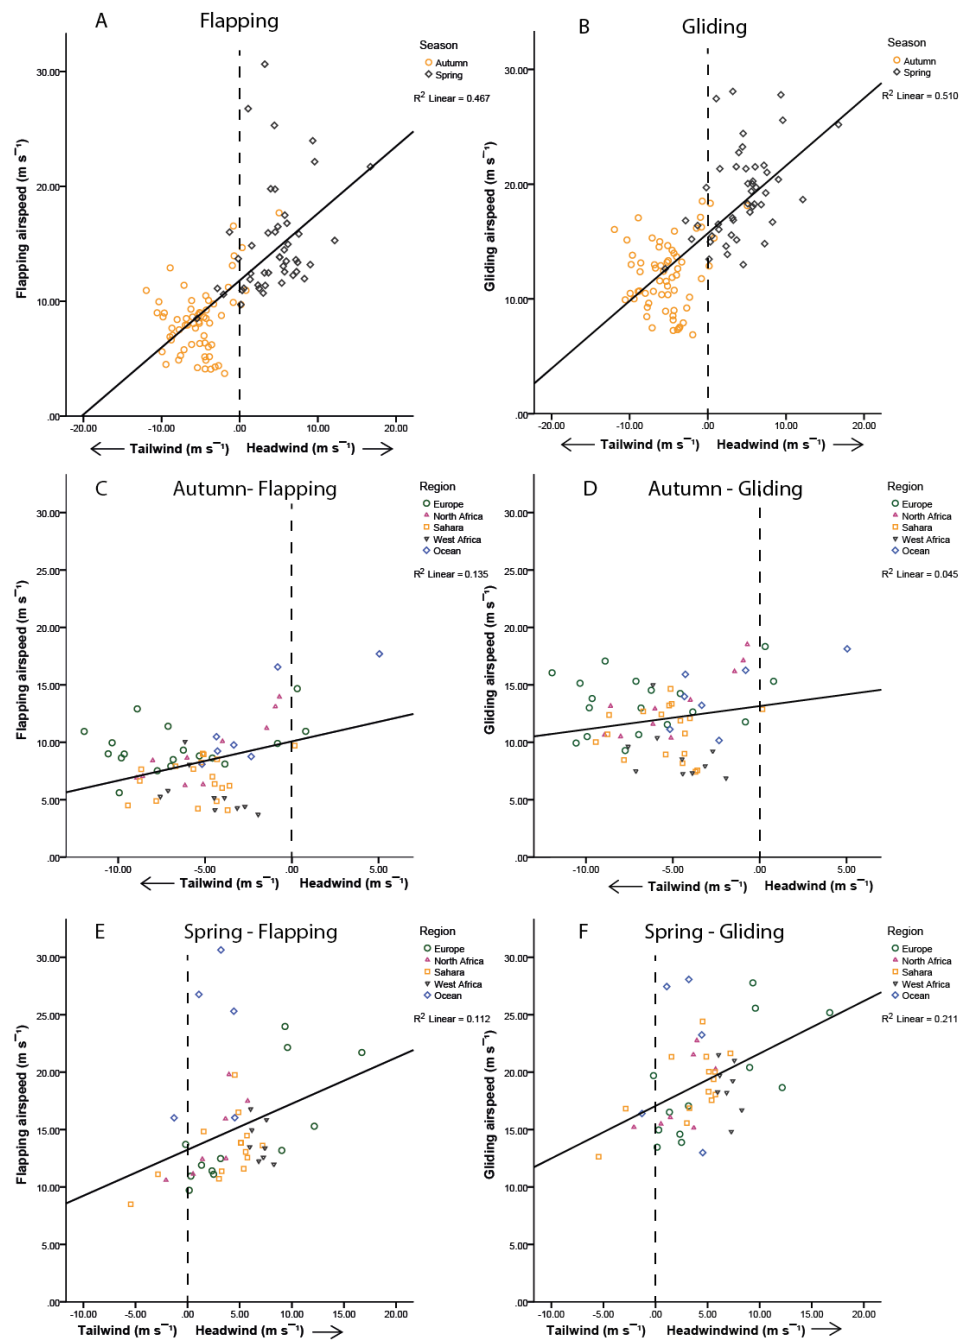 A Flapping
Season
Autumn
Spring
R² Linear = 0.467
Flapping airspeed (m s⁻¹)
30.00
20.00
10.00
.00
-20.00 -10.00 .00 10.00 20.00
Tailwind (m s⁻¹) Headwind (m s⁻¹)
B Gliding
Season
Autumn
Spring
R² Linear = 0.510
Gliding airspeed (m s⁻¹)
30.00
20.00
10.00
.00
-20.00 -10.00 .00 10.00 20.00
Tailwind (m s⁻¹) Headwind (m s⁻¹)
C Autumn- Flapping
Region
Europe
North Africa
Sahara
West Africa
Ocean
R² Linear = 0.135
Flapping airspeed (m s⁻¹)
30.00
25.00
20.00
15.00
10.00
5.00
.00
-10.00 -5.00 .00 5.00
Tailwind (m s⁻¹) Headwind (m s⁻¹)
D Autumn - Gliding
Region
Europe
North Africa
Sahara
West Africa
Ocean
R² Linear = 0.045
Gliding airspeed (m s⁻¹)
30.00
25.00
20.00
15.00
10.00
5.00
.00
-10.00 -5.00 .00 5.00
Tailwind (m s⁻¹) Headwind (m s⁻¹)
E Spring - Flapping
Region
Europe
North Africa
Sahara
West Africa
Ocean
R² Linear = 0.112
Flapping airspeed (m s⁻¹)
30.00
25.00
20.00
15.00
10.00
5.00
.00
-10.00 -5.00 .00 5.00 10.00 15.00 20.00
Tailwind (m s⁻¹) Headwind (m s⁻¹)
F Spring - Gliding
Region
Europe
North Africa
Sahara
West Africa
Ocean
R² Linear = 0.211
Gliding airspeed (m s⁻¹)
30.00
25.00
20.00
15.00
10.00
5.00
.00
-10.00 -5.00 .00 5.00 10.00 15.00 20.00
Tailwind (m s⁻¹) Headwindwind (m s⁻¹)